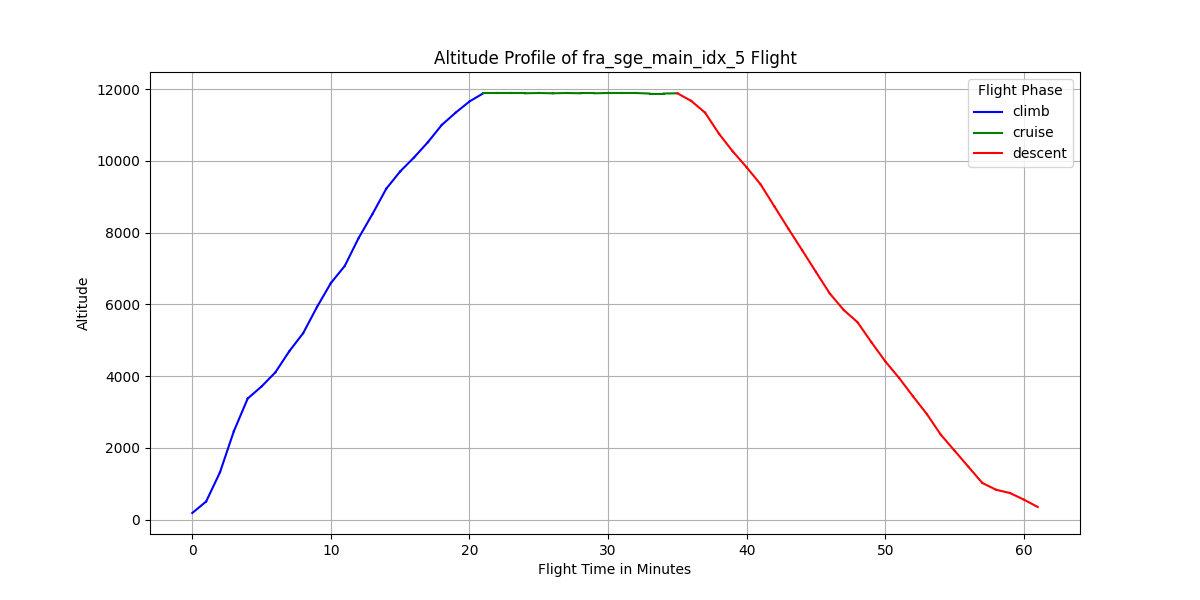 Altitude Profile of fra_sge_main_idx_5 Flight
Flight Phase
climb
cruise
descent
Altitude
12000
10000
8000
6000
4000
2000
0
0 10 20 30 40 50 60
Flight Time in Minutes